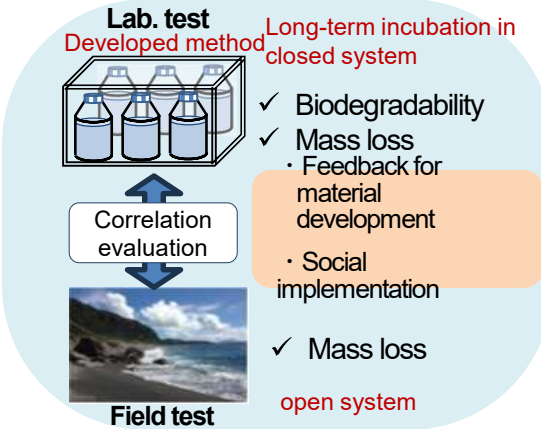 Lab. test
Developed method
Long-term incubation in
closed system
✓ Biodegradability
✓ Mass loss
・Feedback for
material
development
Correlation
evaluation
・Social
implementation
✓ Mass loss
open system
Field test